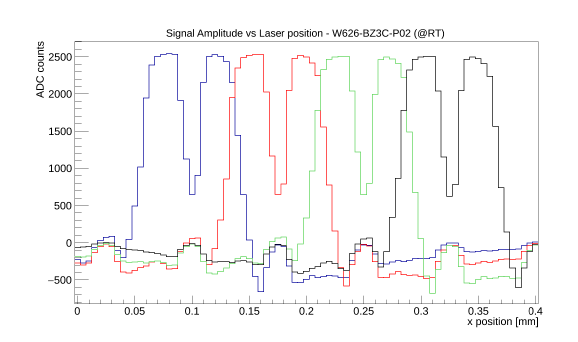 Signal Amplitude vs Laser position - W626-BZ3C-P02 (@RT)
ADC counts
2500
2000
1500
1000
500
0
−500
0 0.05 0.1 0.15 0.2 0.25 0.3 0.35 0.4
x position [mm]